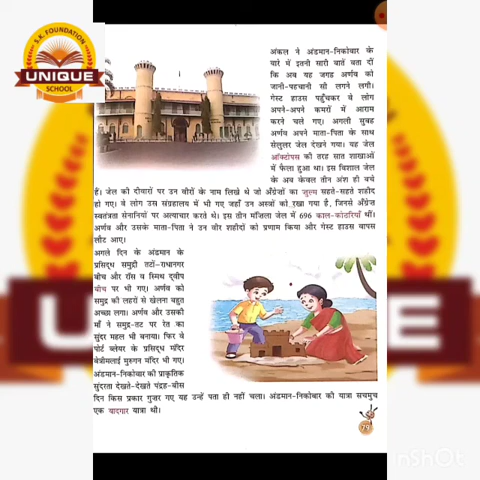 S.K. FOUNDATION
UNIQUE
SCHOOL
अंकल ने अंडमान-निकोबार के
बारे में इतनी सारी बातें बता दीं
कि अब यह जगह अर्णव को
जानी-पहचानी सी लगने लगी।
गेस्ट हाउस पहुँचकर वे लोग
अपने-अपने कमरों में आराम
करने चले गए। अगली सुबह
अर्णव अपने माता-पिता के साथ
सेलुलर जेल देखने गया। यह जेल
ऑक्टोपस की तरह सात शाखाओं
में फैला हुआ था। इस विशाल जेल
के अब केवल तीन अंश ही बचे
हैं। जेल की दीवारों पर उन वीरों के नाम लिखे थे जो अँग्रेजों का जुल्म सहते-सहते शहीद
हो गए। वे लोग उस संग्रहालय में भी गए जहाँ उन अस्त्रों को रखा गया है, जिनसे अँग्रेज
स्वतंत्रता सेनानियों पर अत्याचार करते थे। इस तीन मंजिला जेल में 696 काल-कोठरियाँ थीं।
अर्णव और उसके माता-पिता ने उन वीर शहीदों को प्रणाम किया और गेस्ट हाउस वापस
लौट आए।
अगले दिन के अंडमान के
प्रसिद्ध समुद्री तटों-राधानगर
बीच और रॉस व स्मिथ द्वीप
बीच पर भी गए। अर्णव को
समुद्र की लहरों से खेलना बहुत
अच्छा लगा। अर्णव और उसकी
माँ ने समुद्र-तट पर रेत का
सुंदर महल भी बनाया। फिर वे
पोर्ट ब्लेयर के प्रसिद्ध मंदिर
वेत्रीमलाई मुरुगन मंदिर भी गए।
अंडमान-निकोबार की प्राकृतिक
सुंदरता देखते-देखते पंद्रह-बीस
दिन किस प्रकार गुजर गए यह उन्हें पता ही नहीं चला। अंडमान-निकोबार की यात्रा सचमुच
एक यादगार यात्रा थी।
79